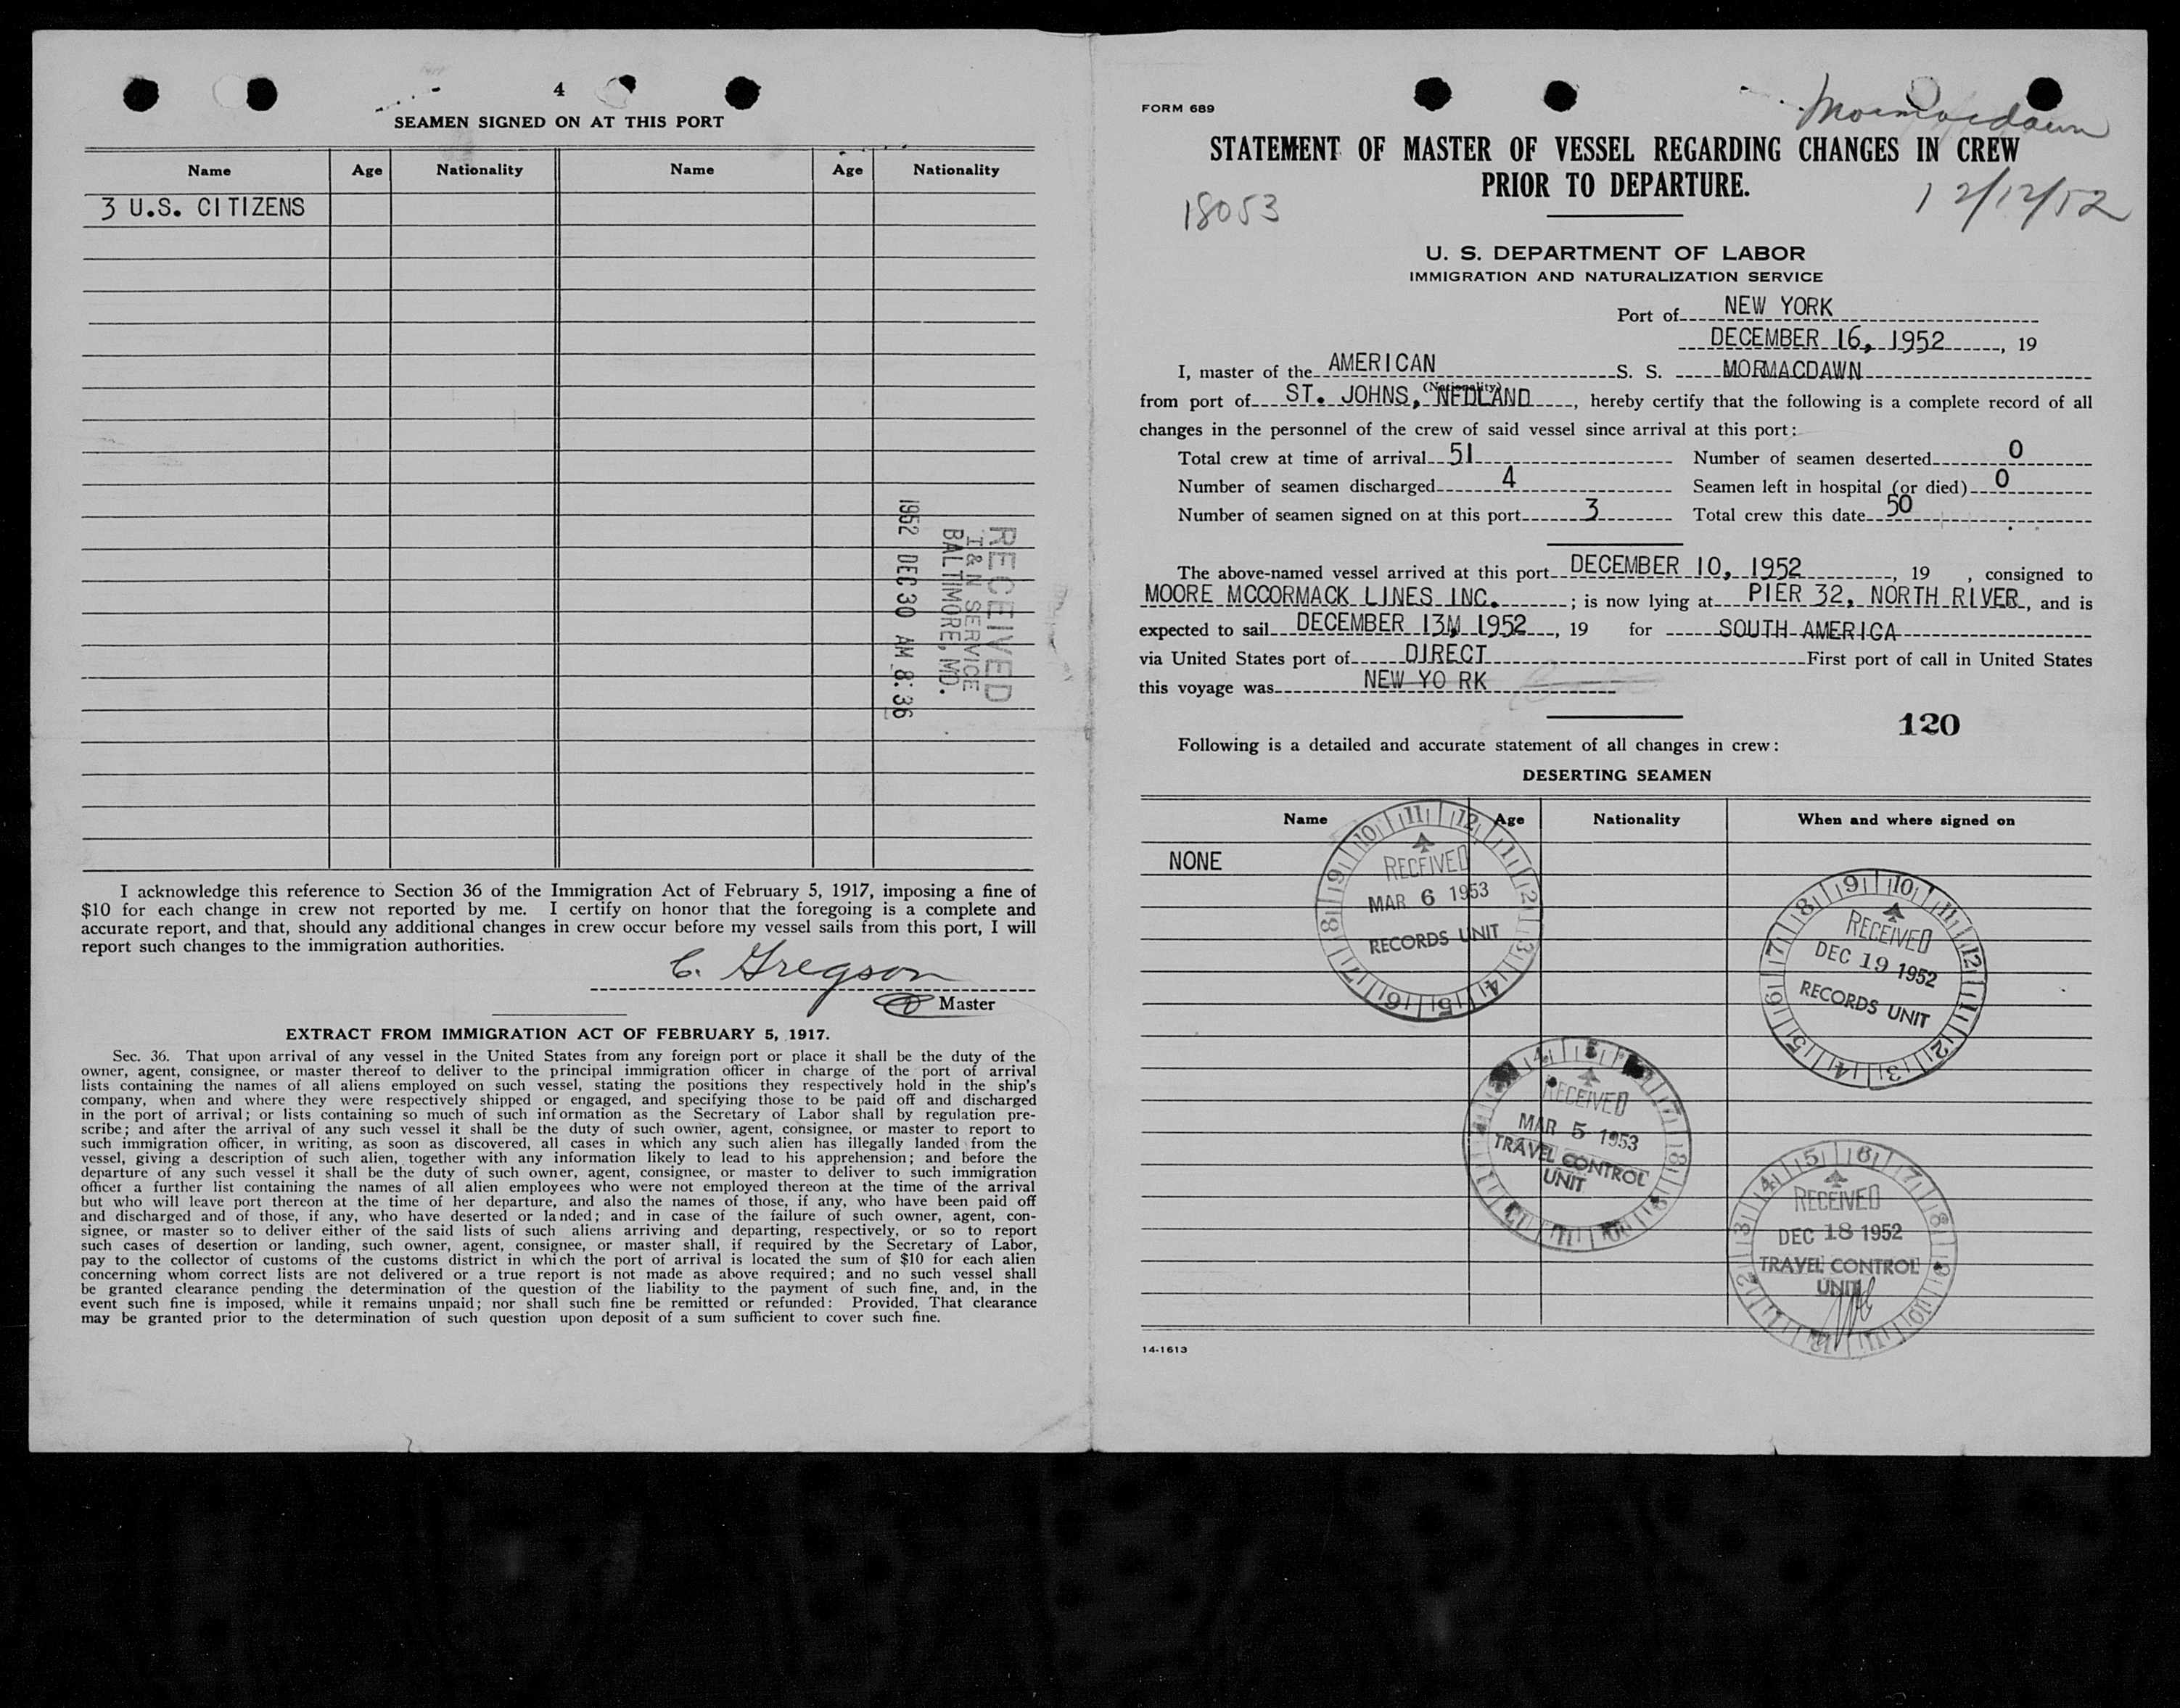 4
SEAMEN SIGNED ON AT THIS PORT
Name Age Nationality Name Age Nationality
3 U.S. CITIZENS
RECEIVED
I & N SERVICE
BALTIMORE, MD.
1952 DEC 30 AM 8:36
I acknowledge this reference to Section 36 of the Immigration Act of February 5, 1917, imposing a fine of
$10 for each change in crew not reported by me. I certify on honor that the foregoing is a complete and
accurate report, and that, should any additional changes in crew occur before my vessel sails from this port, I will
report such changes to the immigration authorities.
C. Gregson
Master
EXTRACT FROM IMMIGRATION ACT OF FEBRUARY 5, 1917.
Sec. 36. That upon arrival of any vessel in the United States from any foreign port or place it shall be the duty of the
owner, agent, consignee, or master thereof to deliver to the principal immigration officer in charge of the port of arrival
lists containing the names of all aliens employed on such vessel, stating the positions they respectively hold in the ship's
company, when and where they were respectively shipped or engaged, and specifying those to be paid off and discharged
in the port of arrival; or lists containing so much of such information as the Secretary of Labor shall by regulation pre-
scribe; and after the arrival of any such vessel it shall be the duty of such owner, agent, consignee, or master to report to
such immigration officer, in writing, as soon as discovered, all cases in which any such alien has illegally landed from the
vessel, giving a description of such alien, together with any information likely to lead to his apprehension; and before the
departure of any such vessel it shall be the duty of such owner, agent, consignee, or master to deliver to such immigration
officer a further list containing the names of all alien employees who were not employed thereon at the time of the arrival
but who will leave port thereon at the time of her departure, and also the names of those, if any, who have been paid off
and discharged and of those, if any, who have deserted or landed; and in case of the failure of such owner, agent, con-
signee, or master so to deliver either of the said lists of such aliens arriving and departing, respectively, or so to report
such cases of desertion or landing, such owner, agent, consignee, or master shall, if required by the Secretary of Labor,
pay to the collector of customs of the customs district in which the port of arrival is located the sum of $10 for each alien
concerning whom correct lists are not delivered or a true report is not made as above required; and no such vessel shall
be granted clearance pending the determination of the question of the liability to the payment of such fine, and, in the
event such fine is imposed, while it remains unpaid; nor shall such fine be remitted or refunded: Provided, That clearance
may be granted prior to the determination of such question upon deposit of a sum sufficient to cover such fine.
FORM 689
Mormacdawn
STATEMENT OF MASTER OF VESSEL REGARDING CHANGES IN CREW
PRIOR TO DEPARTURE.
18053
12/12/52
U. S. DEPARTMENT OF LABOR
IMMIGRATION AND NATURALIZATION SERVICE
Port of NEW YORK
DECEMBER 16, 1952, 19
I, master of the AMERICAN S. S. MORMACDAWN
(Nationality)
from port of ST. JOHNS, NFDLAND, hereby certify that the following is a complete record of all
changes in the personnel of the crew of said vessel since arrival at this port:
Total crew at time of arrival 51 Number of seamen deserted 0
Number of seamen discharged 4 Seamen left in hospital (or died) 0
Number of seamen signed on at this port 3 Total crew this date 50
The above-named vessel arrived at this port DECEMBER 10, 1952, 19 , consigned to
MOORE MCCORMACK LINES INC. ; is now lying at PIER 32, NORTH RIVER, and is
expected to sail DECEMBER 13M 1952, 19 for SOUTH AMERICA
via United States port of DIRECT First port of call in United States
this voyage was NEW YO RK
120
Following is a detailed and accurate statement of all changes in crew:
DESERTING SEAMEN
Name Age Nationality When and where signed on
NONE
RECEIVED
MAR 6 1953
RECORDS UNIT
RECEIVED
DEC 19 1952
RECORDS UNIT
RECEIVED
MAR 5 1953
TRAVEL CONTROL
UNIT
RECEIVED
DEC 18 1952
TRAVEL CONTROL
UNIT
14-1613